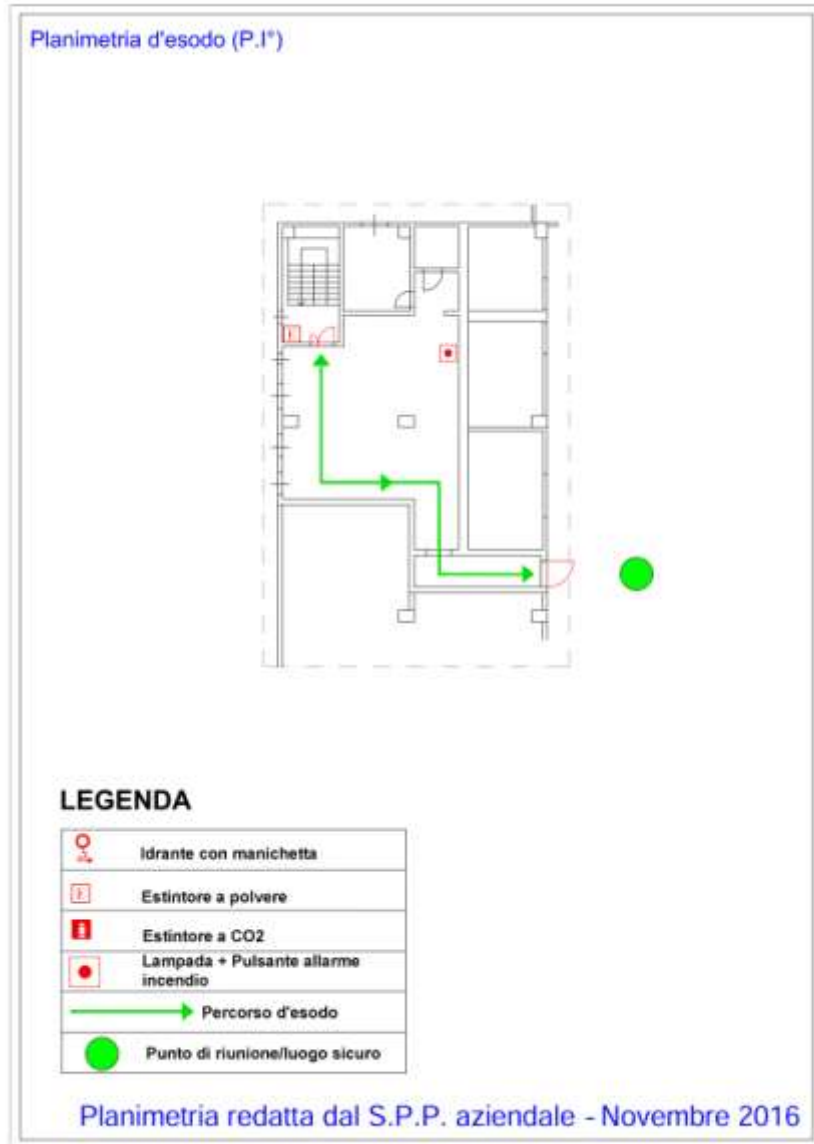 Planimetria d'esodo (P.I°)
LEGENDA
Idrante con manichetta
Estintore a polvere
Estintore a CO2
Lampada + Pulsante allarme
incendio
Percorso d'esodo
Punto di riunione/luogo sicuro
Planimetria redatta dal S.P.P. aziendale - Novembre 2016